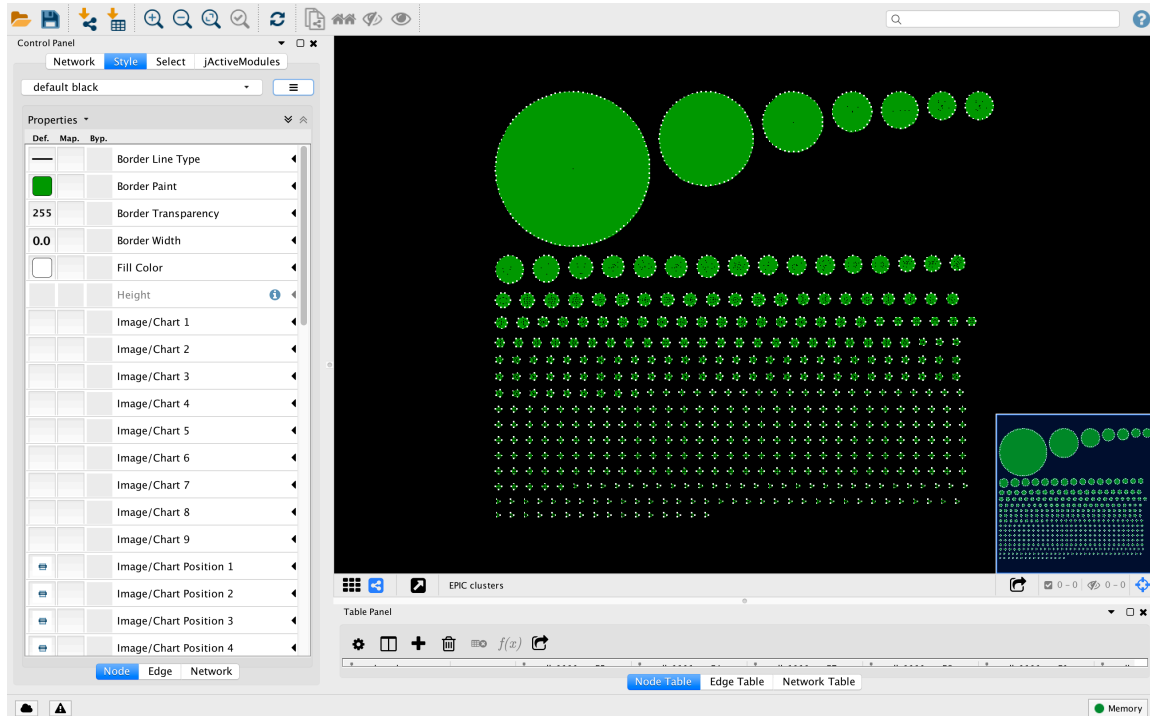 Control Panel
Network Style Select jActiveModules
default black
Properties
Def. Map. Byp.
Border Line Type
Border Paint
255 Border Transparency
0.0 Border Width
Fill Color
Height
Image/Chart 1
Image/Chart 2
Image/Chart 3
Image/Chart 4
Image/Chart 5
Image/Chart 6
Image/Chart 7
Image/Chart 8
Image/Chart 9
Image/Chart Position 1
Image/Chart Position 2
Image/Chart Position 3
Image/Chart Position 4
Node Edge Network
EPIC clusters
0 - 0 0 - 0
Table Panel
f(x)
Node Table Edge Table Network Table
Memory